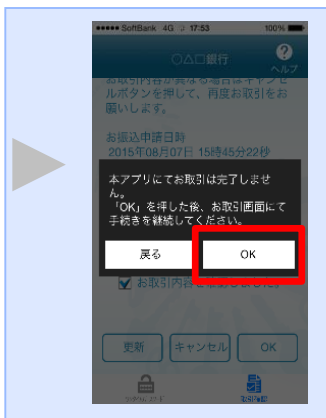 SoftBank 4G 17:53 100%
○△□銀行
?
ヘルプ
お取引内容が異なる場合はキャンセ
ルボタンを押して、再度お取引をお
願いします。
お振込申請日時
2015年08月07日 15時45分22秒
本アプリにてお取引は完了しませ
ん。
「OK」を押した後、お取引画面にて
手続きを継続してください。
戻る OK
お取引内容を確認しました。
更新 キャンセル OK